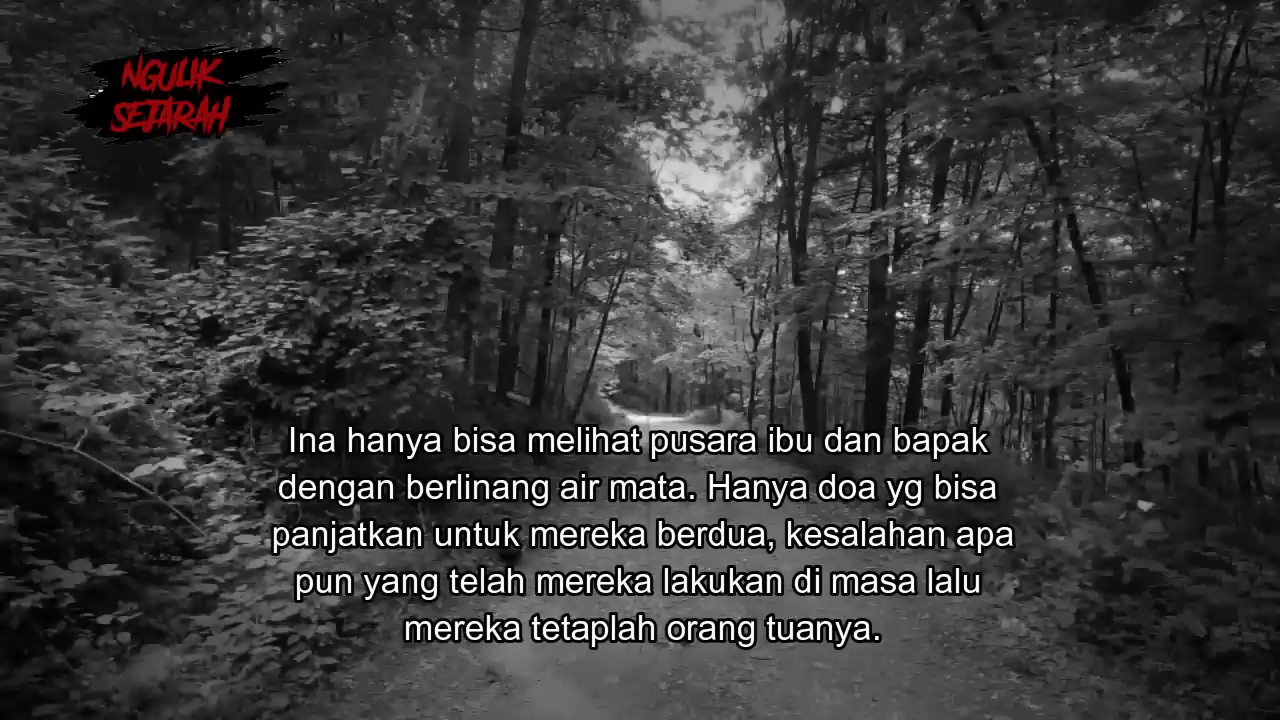 NGULIK
SEJARAH
Ina hanya bisa melihat pusara ibu dan bapak
dengan berlinang air mata. Hanya doa yg bisa
panjatkan untuk mereka berdua, kesalahan apa
pun yang telah mereka lakukan di masa lalu
mereka tetaplah orang tuanya.